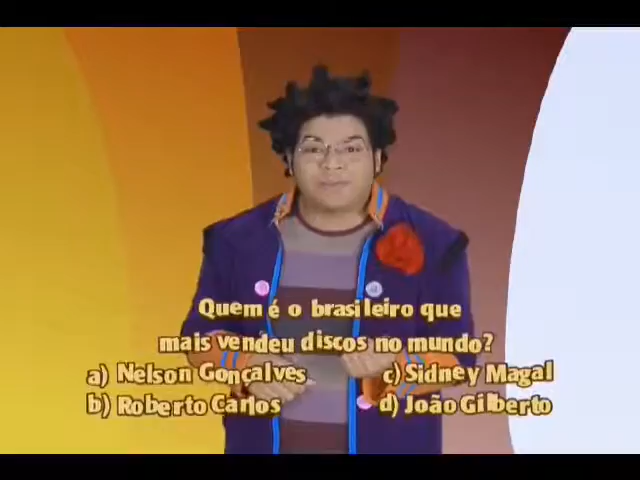 Quem é o brasileiro que
mais vendeu discos no mundo?
a) Nelson Gonçalves
b) Roberto Carlos
c) Sidney Magal
d) João Gilberto